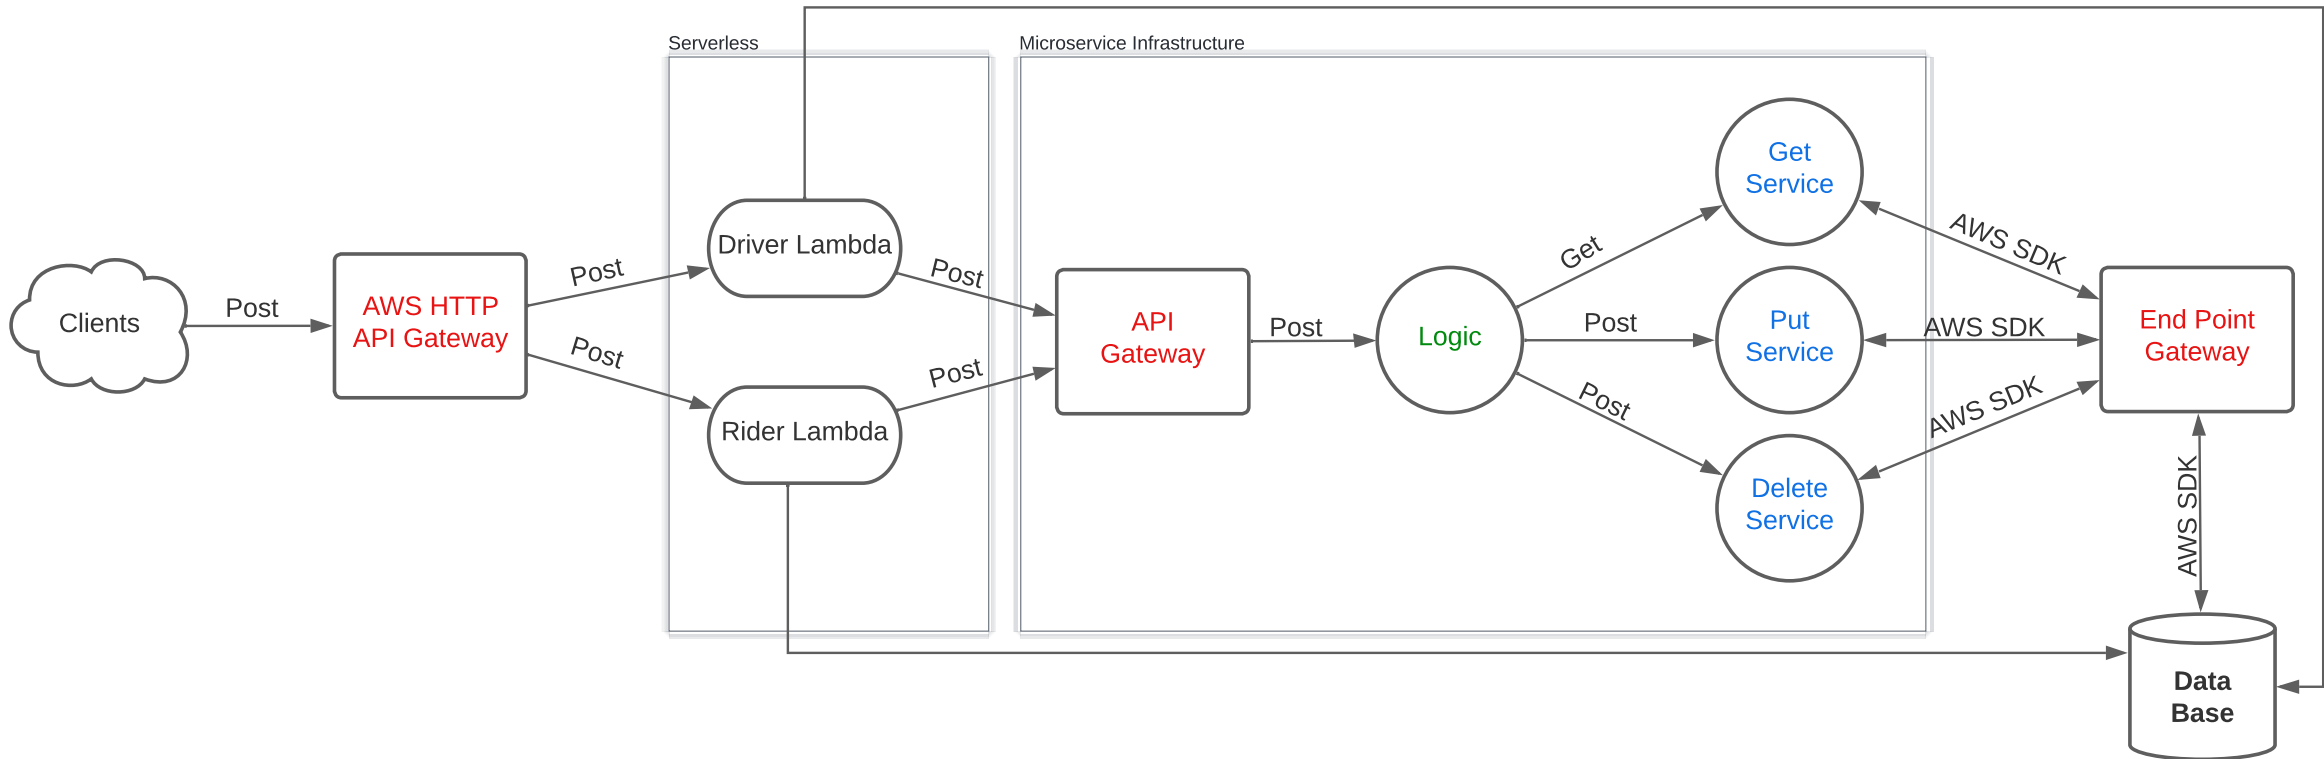 Serverless
Microservice Infrastructure
Clients
Post
AWS HTTP
API Gateway
Post
Post
Driver Lambda
Rider Lambda
Post
Post
API
Gateway
Post
Logic
Get
Post
Post
Get
Service
Put
Service
Delete
Service
AWS SDK
AWS SDK
AWS SDK
End Point
Gateway
AWS SDK
Data
Base